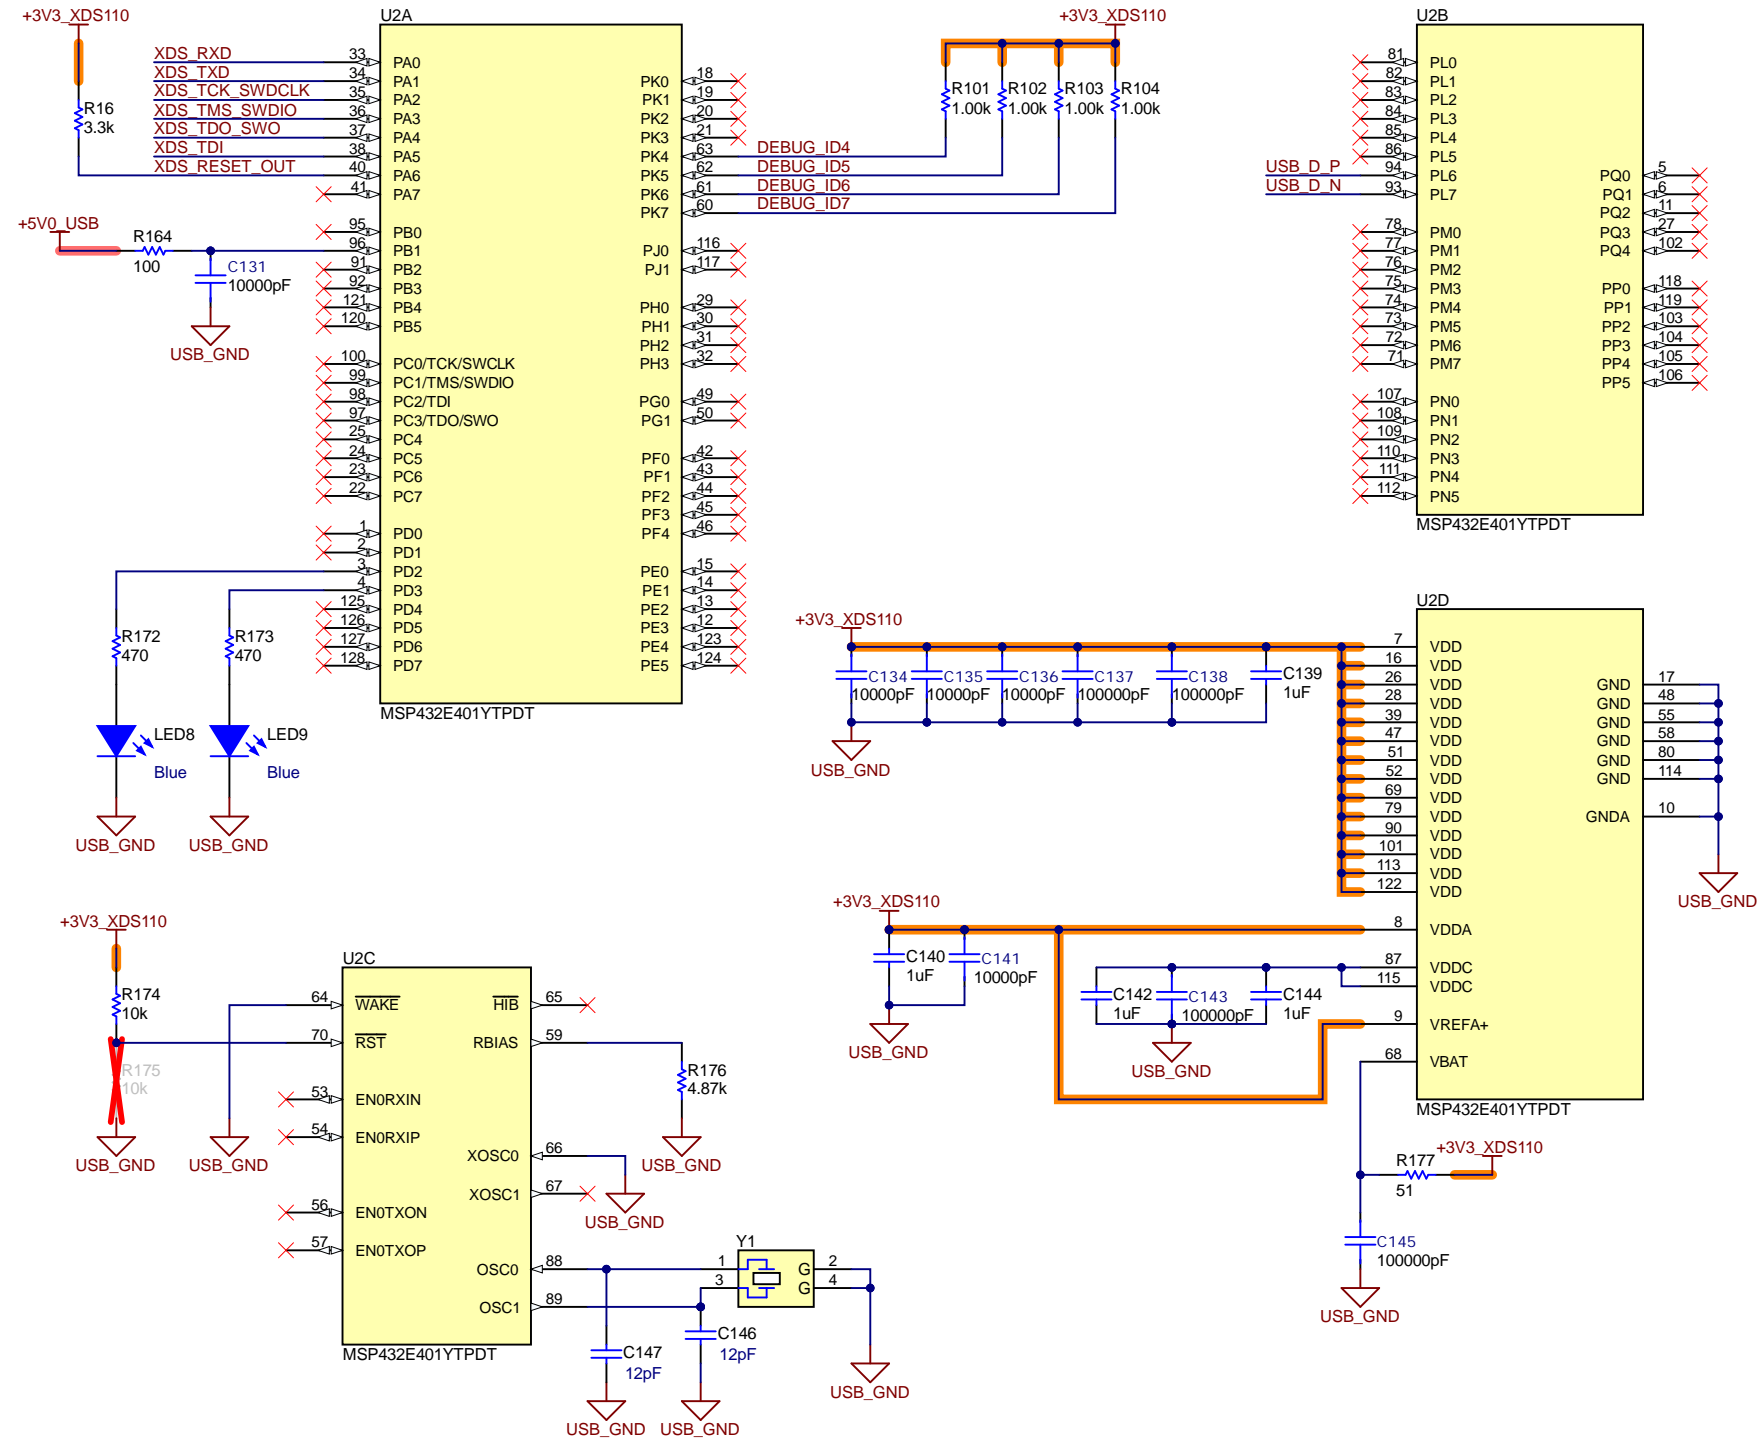 +3V3_XDS110
R16
3.3k
XDS_RXD
XDS_TXD
XDS_TCK_SWDCLK
XDS_TMS_SWDIO
XDS_TDO_SWO
XDS_TDI
XDS_RESET_OUT
+5V0_USB
R164
100
C131
10000pF
USB_GND
U2A
33 PA0
34 PA1
35 PA2
36 PA3
37 PA4
38 PA5
40 PA6
41 PA7
95 PB0
96 PB1
91 PB2
92 PB3
121 PB4
120 PB5
100 PC0/TCK/SWCLK
99 PC1/TMS/SWDIO
98 PC2/TDI
97 PC3/TDO/SWO
25 PC4
24 PC5
23 PC6
22 PC7
1 PD0
2 PD1
3 PD2
4 PD3
125 PD4
126 PD5
127 PD6
128 PD7
PK0 18
PK1 19
PK2 20
PK3 21
PK4 63
PK5 62
PK6 61
PK7 60
PJ0 116
PJ1 117
PH0 29
PH1 30
PH2 31
PH3 32
PG0 49
PG1 50
PF0 42
PF1 43
PF2 44
PF3 45
PF4 46
PE0 15
PE1 14
PE2 13
PE3 12
PE4 123
PE5 124
MSP432E401YTPDT
R172
470
R173
470
LED8
Blue
LED9
Blue
USB_GND
USB_GND
+3V3_XDS110
R101
1.00k
R102
1.00k
R103
1.00k
R104
1.00k
DEBUG_ID4
DEBUG_ID5
DEBUG_ID6
DEBUG_ID7
U2B
USB_D_P
USB_D_N
81 PL0
82 PL1
83 PL2
84 PL3
85 PL4
86 PL5
94 PL6
93 PL7
78 PM0
77 PM1
76 PM2
75 PM3
74 PM4
73 PM5
72 PM6
71 PM7
107 PN0
108 PN1
109 PN2
110 PN3
111 PN4
112 PN5
PQ0 5
PQ1 6
PQ2 11
PQ3 27
PQ4 102
PP0 118
PP1 119
PP2 103
PP3 104
PP4 105
PP5 106
MSP432E401YTPDT
+3V3_XDS110
C134
10000pF
C135
10000pF
C136
10000pF
C137
100000pF
C138
100000pF
C139
1uF
USB_GND
U2D
7 VDD
16 VDD
26 VDD
28 VDD
39 VDD
47 VDD
51 VDD
52 VDD
69 VDD
79 VDD
90 VDD
101 VDD
113 VDD
122 VDD
8 VDDA
87 VDDC
115 VDDC
9 VREFA+
68 VBAT
GND 17
GND 48
GND 55
GND 58
GND 80
GND 114
GNDA 10
USB_GND
MSP432E401YTPDT
+3V3_XDS110
C140
1uF
C141
10000pF
USB_GND
C142
1uF
C143
100000pF
C144
1uF
USB_GND
+3V3_XDS110
R177
51
C145
100000pF
USB_GND
+3V3_XDS110
R174
10k
R175
10k
USB_GND
USB_GND
U2C
64 WAKE
70 RST
53 EN0RXIN
54 EN0RXIP
56 EN0TXON
57 EN0TXOP
HIB 65
RBIAS 59
XOSC0 66
XOSC1 67
OSC0 88
OSC1 89
MSP432E401YTPDT
R176
4.87k
USB_GND
USB_GND
Y1
1
3
G 2
G 4
C146
12pF
C147
12pF
USB_GND
USB_GND
USB_GND